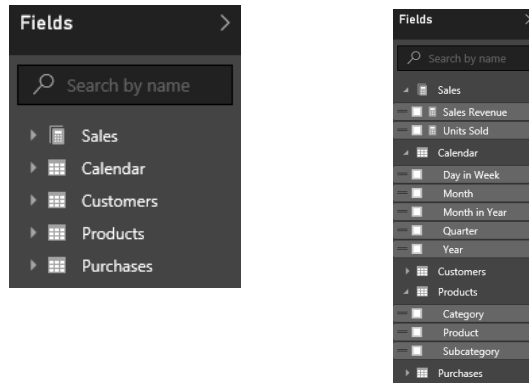 Fields
Search by name
Sales
Calendar
Customers
Products
Purchases
Fields
Search by name
Sales
Sales Revenue
Units Sold
Calendar
Day in Week
Month
Month in Year
Quarter
Year
Customers
Products
Category
Product
Subcategory
Purchases